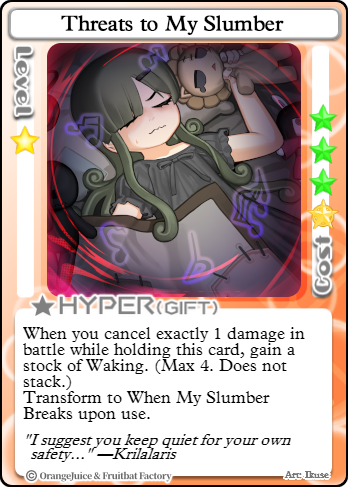 Threats to My Slumber
Level
Cost
HYPER(GIFT)
When you cancel exactly 1 damage in
battle while holding this card, gain a
stock of Waking. (Max 4. Does not
stack.)
Transform to When My Slumber
Breaks upon use.
"I suggest you keep quiet for your own
safety..." —Krilalaris
© OrangeJuice & Fruitbat Factory
Art: Ikuse